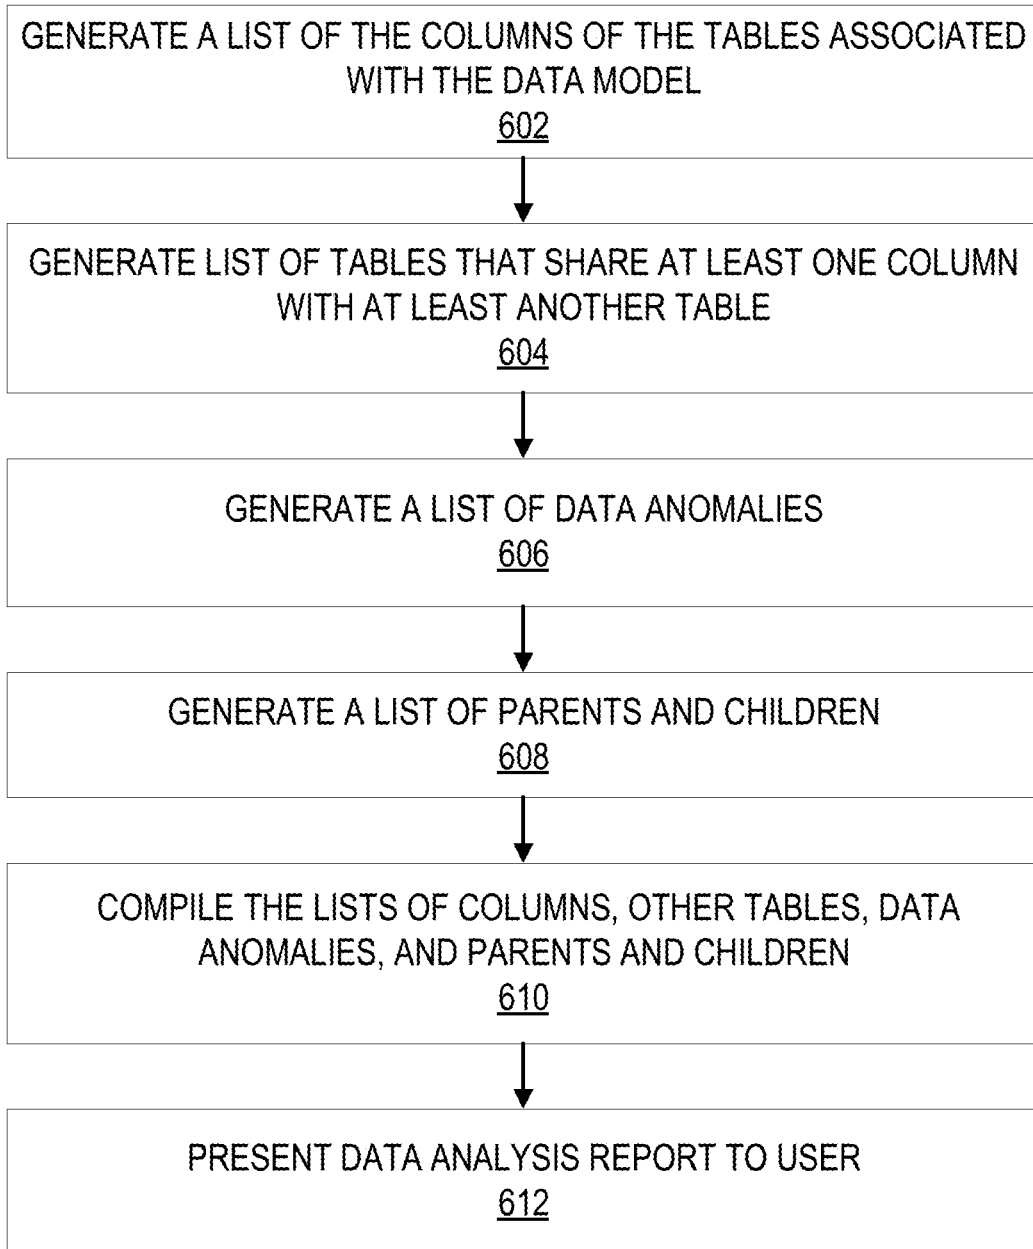 GENERATE A LIST OF THE COLUMNS OF THE TABLES ASSOCIATED
WITH THE DATA MODEL
602
GENERATE LIST OF TABLES THAT SHARE AT LEAST ONE COLUMN
WITH AT LEAST ANOTHER TABLE
604
GENERATE A LIST OF DATA ANOMALIES
606
GENERATE A LIST OF PARENTS AND CHILDREN
608
COMPILE THE LISTS OF COLUMNS, OTHER TABLES, DATA
ANOMALIES, AND PARENTS AND CHILDREN
610
PRESENT DATA ANALYSIS REPORT TO USER
612